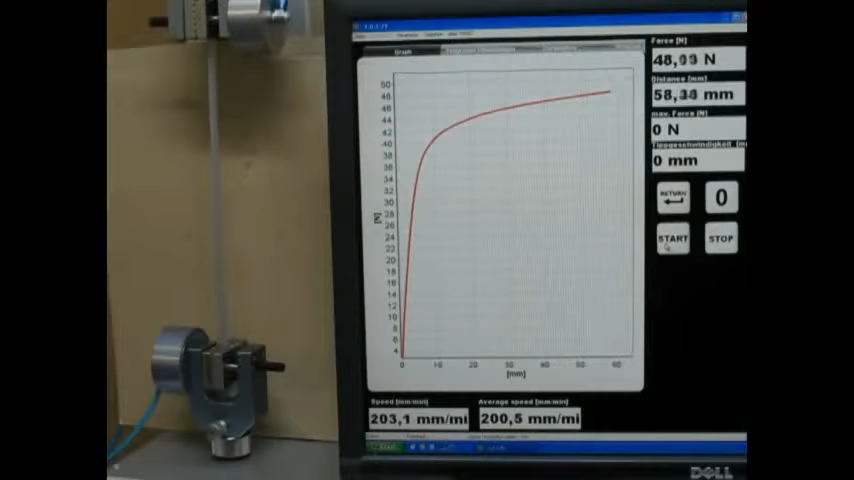 Graph
Force [N]
48,93 N
Distance [mm]
58,38 mm
max. Force [N]
0 N
Tippgeschwindigkeit [m
0 mm
RETURN
0
START
STOP
50
48
46
44
42
40
38
36
34
32
30
28
26
24
22
20
18
16
14
12
10
8
6
4
[N]
0
10
20
30
40
50
60
[mm]
Speed [mm/min]
Average speed [mm/min]
203,1 mm/mi
200,5 mm/mi
DELL